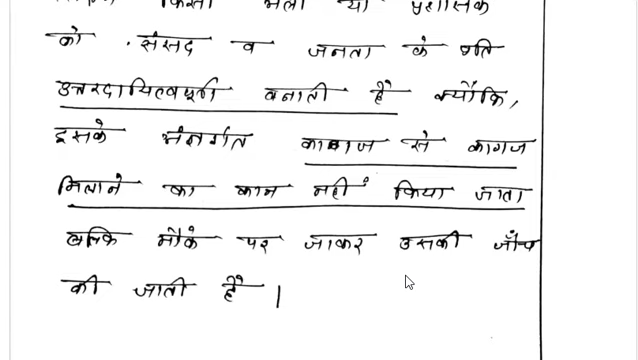 किसी या प्रशासक
को संसद व जनता के प्रति
उत्तरदायित्वपूर्ण बनाती है क्योंकि,
इसके अंतर्गत कागज से कागज
मिलाने का काम नहीं किया जाता
बल्कि मौके पर जाकर उसकी जाँच
की जाती है।